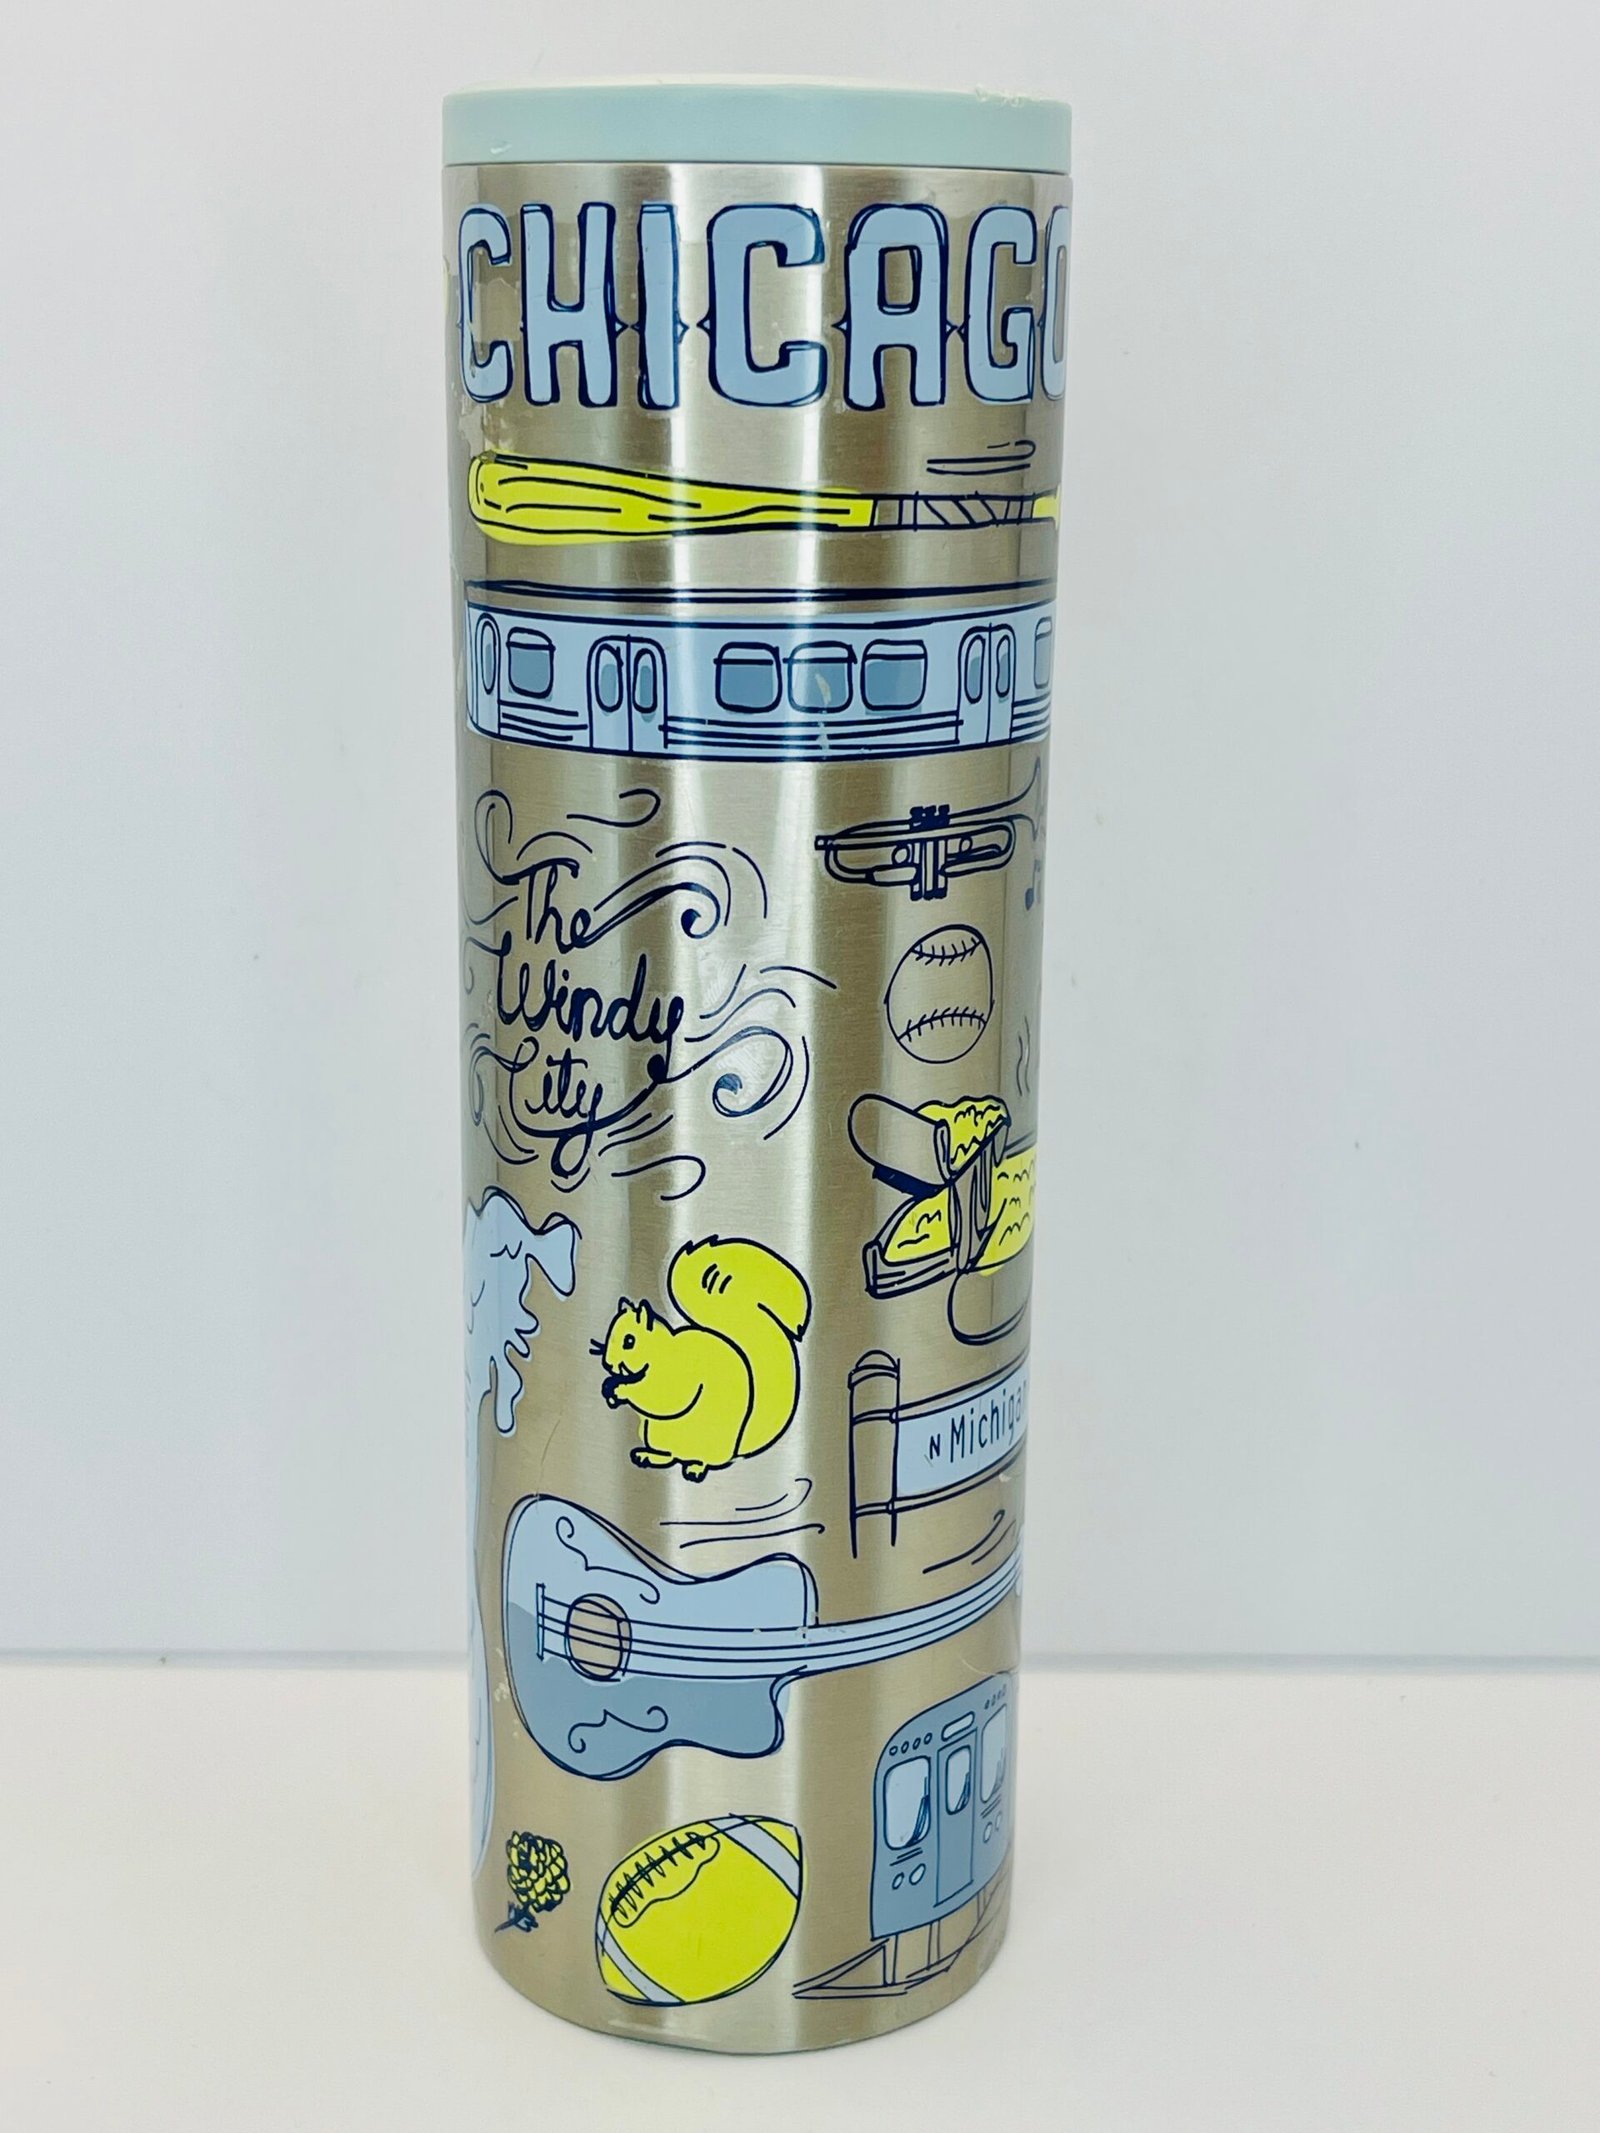 CHICAGO
The
Windy
City
N Michigan